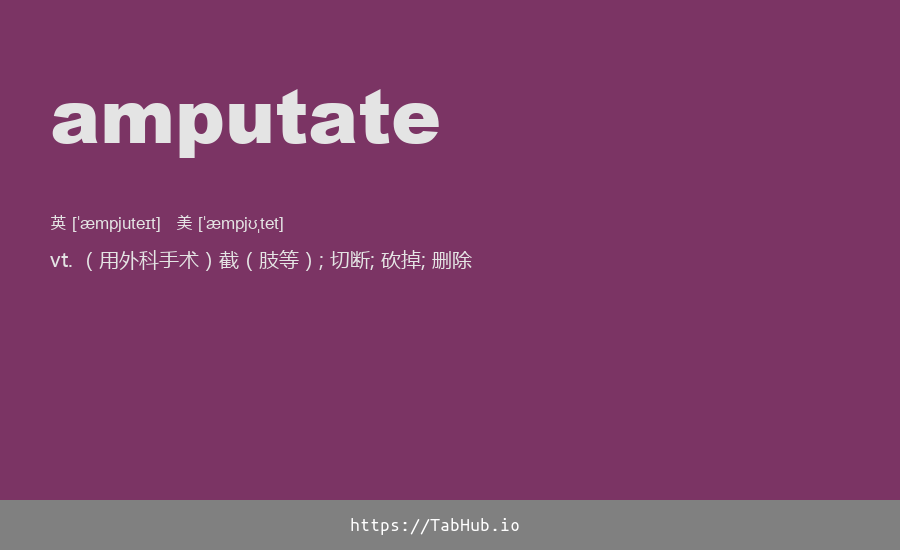 amputate
英 [ˈæmpjuteɪt] 美 [ˈæmpjʊˌtet]
vt. （用外科手术）截（肢等）; 切断; 砍掉; 删除
https://TabHub.io